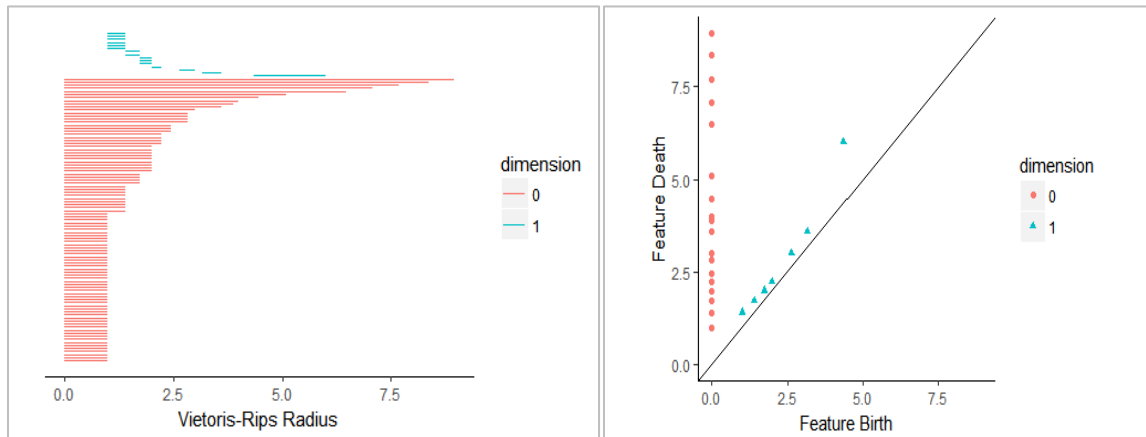 dimension
0
1
0.0 2.5 5.0 7.5
Vietoris-Rips Radius
Feature Death
7.5
5.0
2.5
0.0
dimension
0
1
0.0 2.5 5.0 7.5
Feature Birth